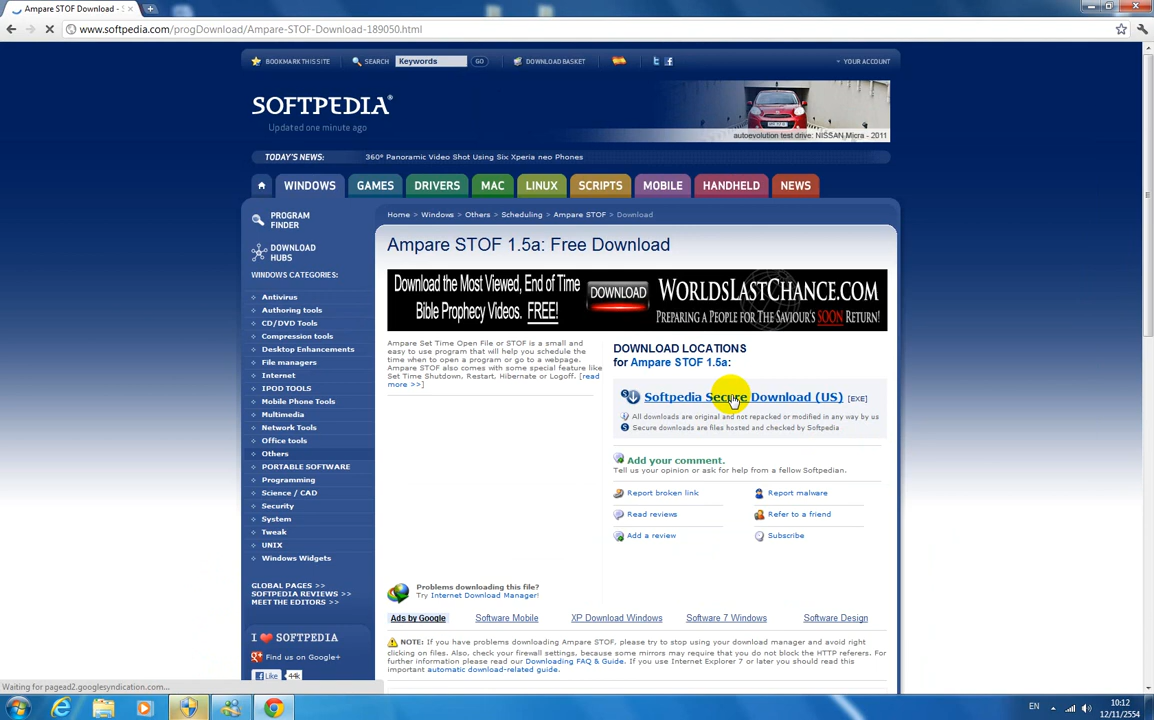 Ampare STOF Download - S
www.softpedia.com/progDownload/Ampare-STOF-Download-189050.html
BOOKMARK THIS SITE SEARCH Keywords GO DOWNLOAD BASKET YOUR ACCOUNT
SOFTPEDIA®
Updated one minute ago
autoevolution test drive: NISSAN Micra - 2011
TODAY'S NEWS: 360° Panoramic Video Shot Using Six Xperia neo Phones
WINDOWS GAMES DRIVERS MAC LINUX SCRIPTS MOBILE HANDHELD NEWS
PROGRAM
FINDER
DOWNLOAD
HUBS
WINDOWS CATEGORIES:
Antivirus
Authoring tools
CD/DVD Tools
Compression tools
Desktop Enhancements
File managers
Internet
IPOD TOOLS
Mobile Phone Tools
Multimedia
Network Tools
Office tools
Others
PORTABLE SOFTWARE
Programming
Science / CAD
Security
System
Tweak
UNIX
Windows Widgets
GLOBAL PAGES >>
SOFTPEDIA REVIEWS >>
MEET THE EDITORS >>
I SOFTPEDIA
Find us on Google+
Like 44k
Home Windows Others Scheduling Ampare STOF Download
Ampare STOF 1.5a: Free Download
Download the Most Viewed, End of Time
Bible Prophecy Videos. FREE!
DOWNLOAD
WORLDSLASTCHANCE.COM
PREPARING A PEOPLE FOR THE SAVIOUR'S SOON RETURN!
Ampare Set Time Open File or STOF is a small and
easy to use program that will help you schedule the
time when to open a program or go to a webpage.
Ampare STOF also comes with some special feature like
Set Time Shutdown, Restart, Hibernate or Logoff. [read
more >>]
DOWNLOAD LOCATIONS
for Ampare STOF 1.5a:
Softpedia Secure Download (US) [EXE]
All downloads are original and not repacked or modified in any way by us
Secure downloads are files hosted and checked by Softpedia
Add your comment.
Tell us your opinion or ask for help from a fellow Softpedian.
Report broken link Report malware
Read reviews Refer to a friend
Add a review Subscribe
Problems downloading this file?
Try Internet Download Manager!
Ads by Google Software Mobile XP Download Windows Software 7 Windows Software Design
NOTE: If you have problems downloading Ampare STOF, please try to stop using your download manager and avoid right
clicking on files. Also, check your firewall settings, because some mirrors may require that you do not block the HTTP referers. For
further information please read our Downloading FAQ & Guide. If you use Internet Explorer 7 or later you should read this
important automatic download-related guide.
Waiting for pagead2.googlesyndication.com...
EN 10:12
12/11/2554